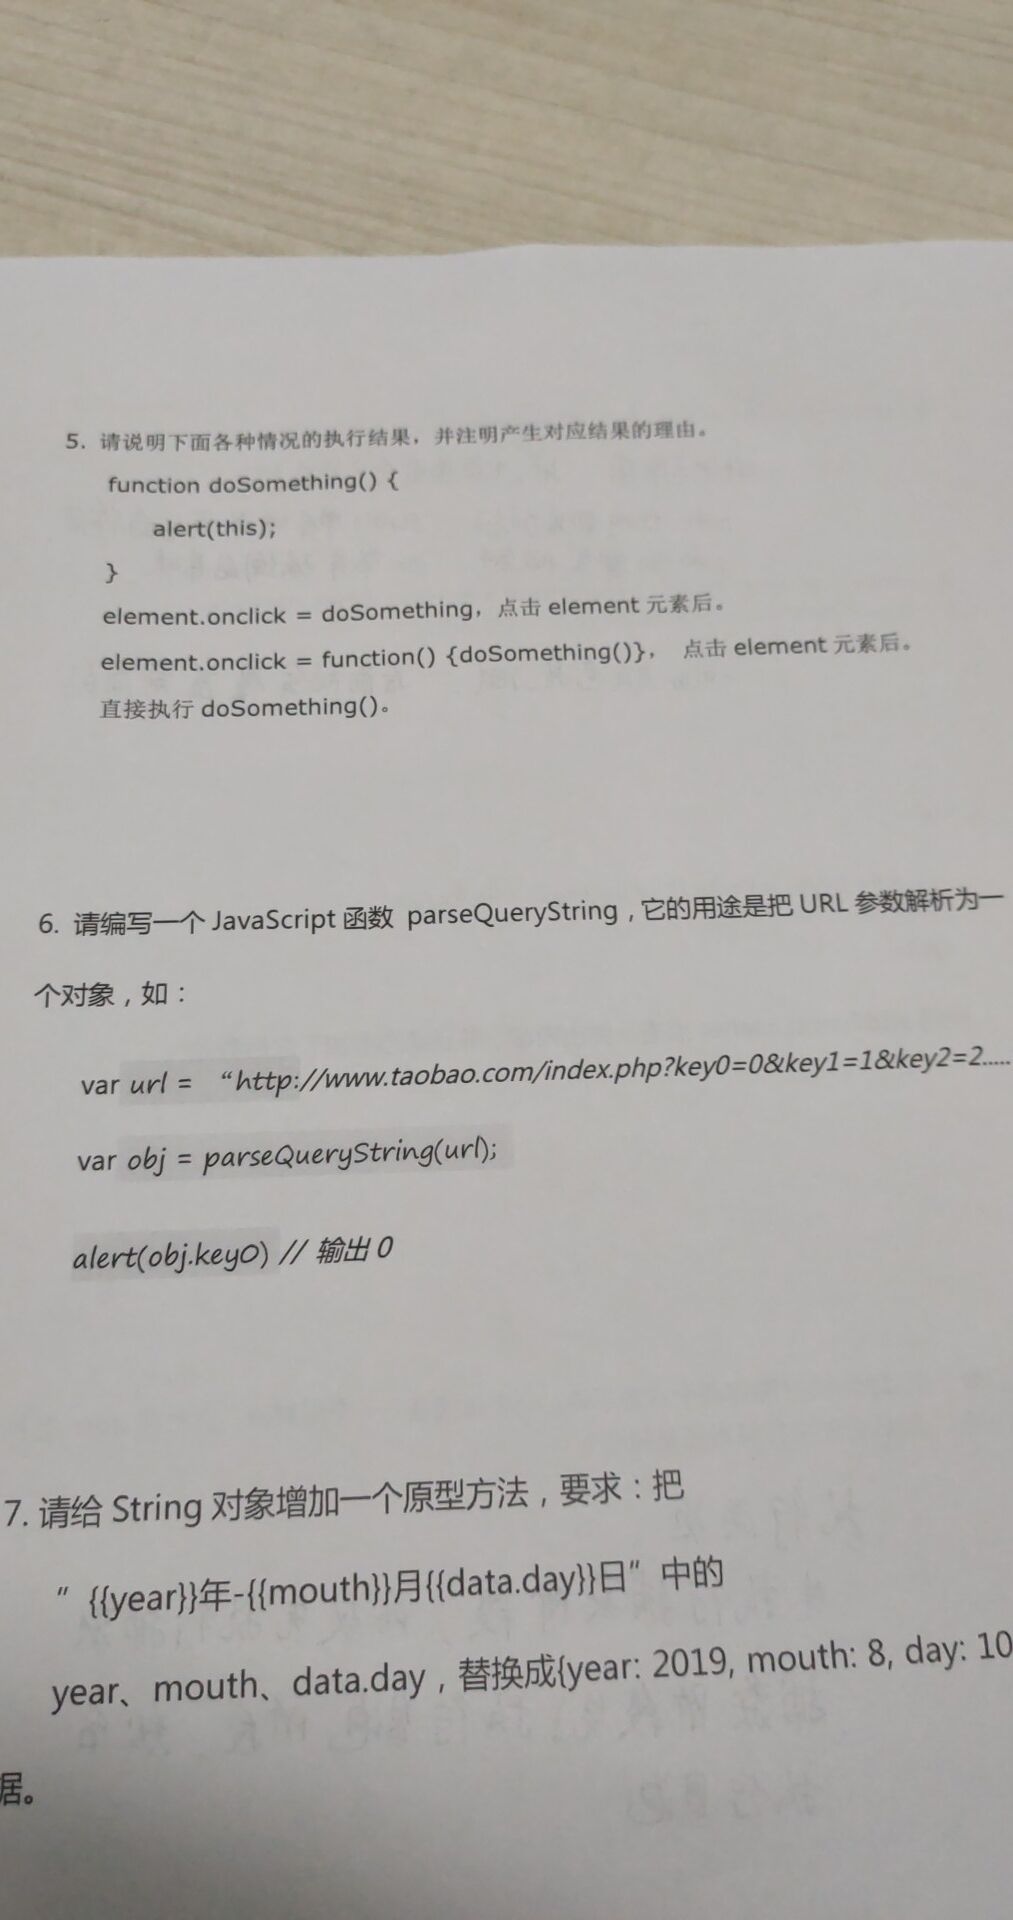 5. 请说明下面各种情况的执行结果，并注明产生对应结果的理由。
function doSomething() {
alert(this);
}
element.onclick = doSomething，点击 element 元素后。
element.onclick = function() {doSomething()}， 点击 element 元素后。
直接执行 doSomething()。
6. 请编写一个 JavaScript 函数 parseQueryString，它的用途是把 URL 参数解析为一
个对象，如：
var url = “http://www.taobao.com/index.php?key0=0&key1=1&key2=2.....
var obj = parseQueryString(url);
alert(obj.key0) // 输出 0
7. 请给 String 对象增加一个原型方法，要求：把
” {{year}}年-{{mouth}}月{{data.day}}日” 中的
year、mouth、data.day，替换成{year: 2019, mouth: 8, day: 10
据。